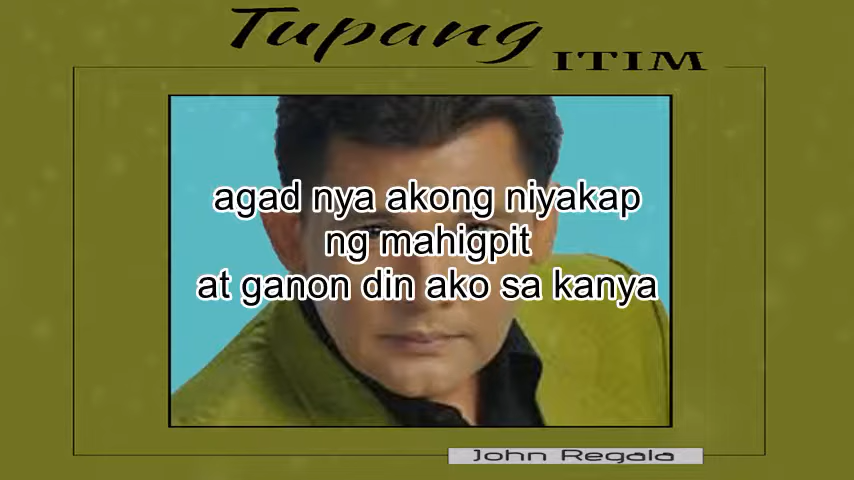 Tupang
ITIM
agad nya akong niyakap
ng mahigpit
at ganon din ako sa kanya
John Regala